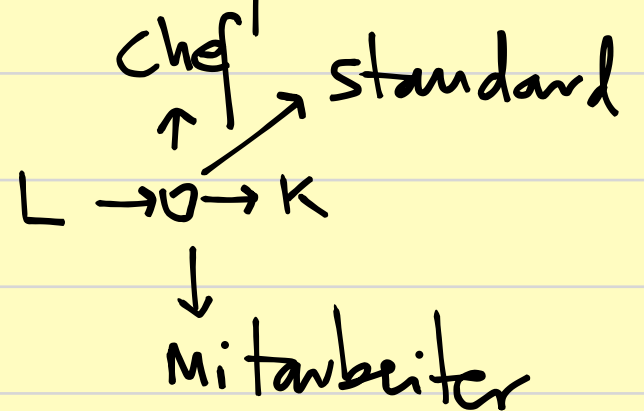 Chef
Standard
L → O → K
Mitarbeiter